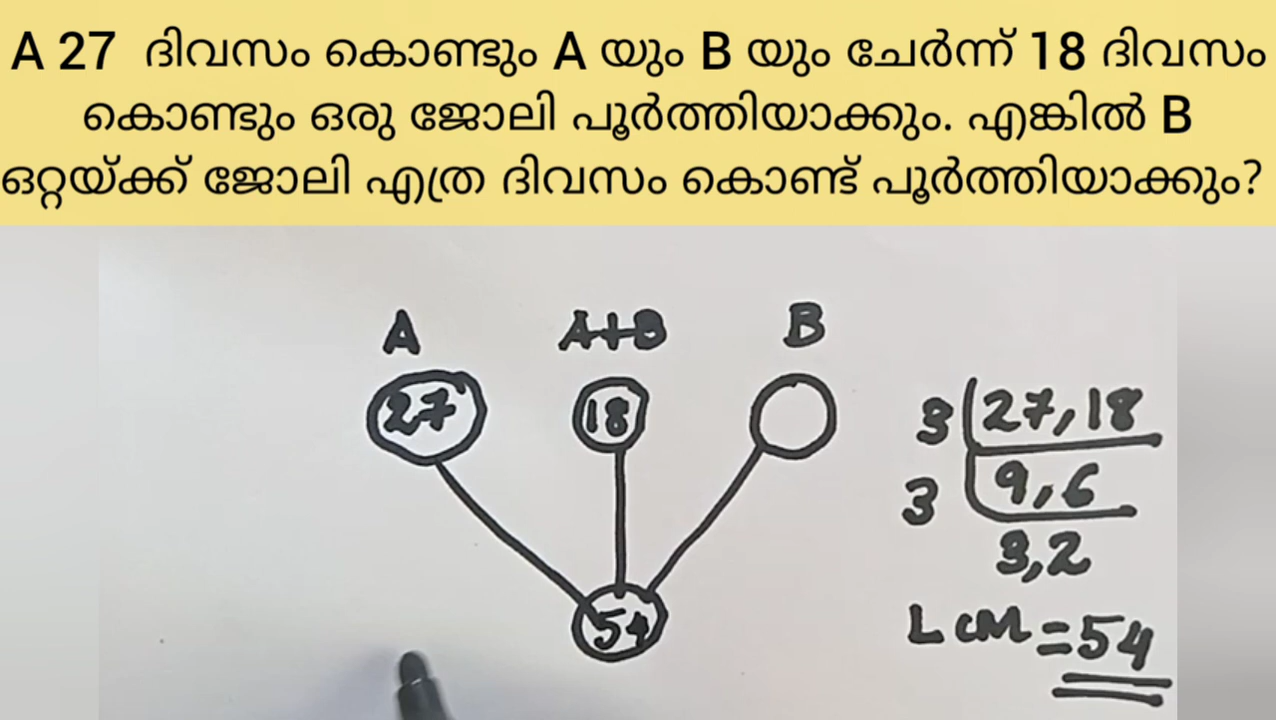 A 27 ദിവസം കൊണ്ടും A യും B യും ചേർന്ന് 18 ദിവസം
കൊണ്ടും ഒരു ജോലി പൂർത്തിയാക്കും. എങ്കിൽ B
ഒറ്റയ്ക്ക് ജോലി എത്ര ദിവസം കൊണ്ട് പൂർത്തിയാക്കും?
A A+B B
27 18
54
3 27, 18
3 9, 6
3, 2
LCM = 54